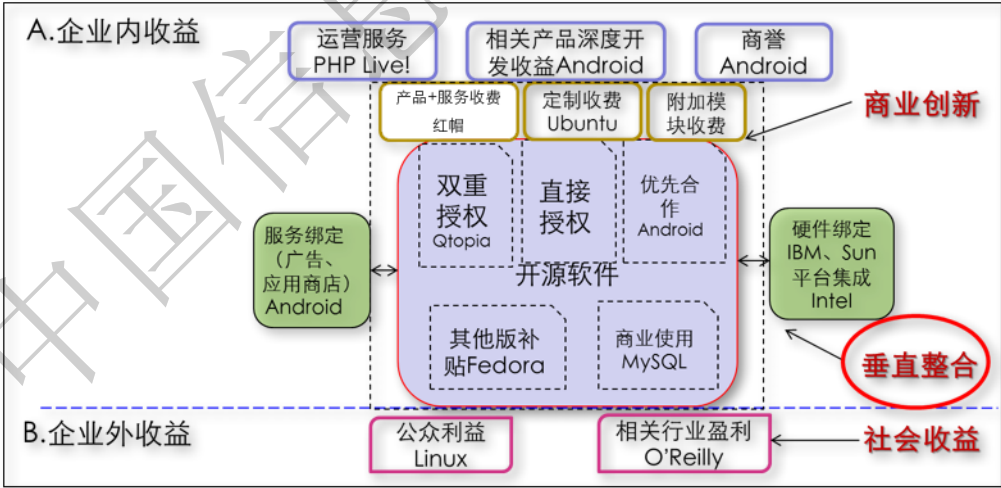 A.企业内收益
运营服务
PHP Live!
相关产品深度开
发收益Android
商誉
Android
产品+服务收费
红帽
定制收费
Ubuntu
附加模
块收费
商业创新
双重
授权
Qtopia
直接
授权
优先合
作
Android
服务绑定
（广告、
应用商店）
Android
开源软件
硬件绑定
IBM、Sun
平台集成
Intel
其他版补
贴Fedora
商业使用
MySQL
垂直整合
B.企业外收益
公众利益
Linux
相关行业盈利
O'Reilly
社会收益
中国信